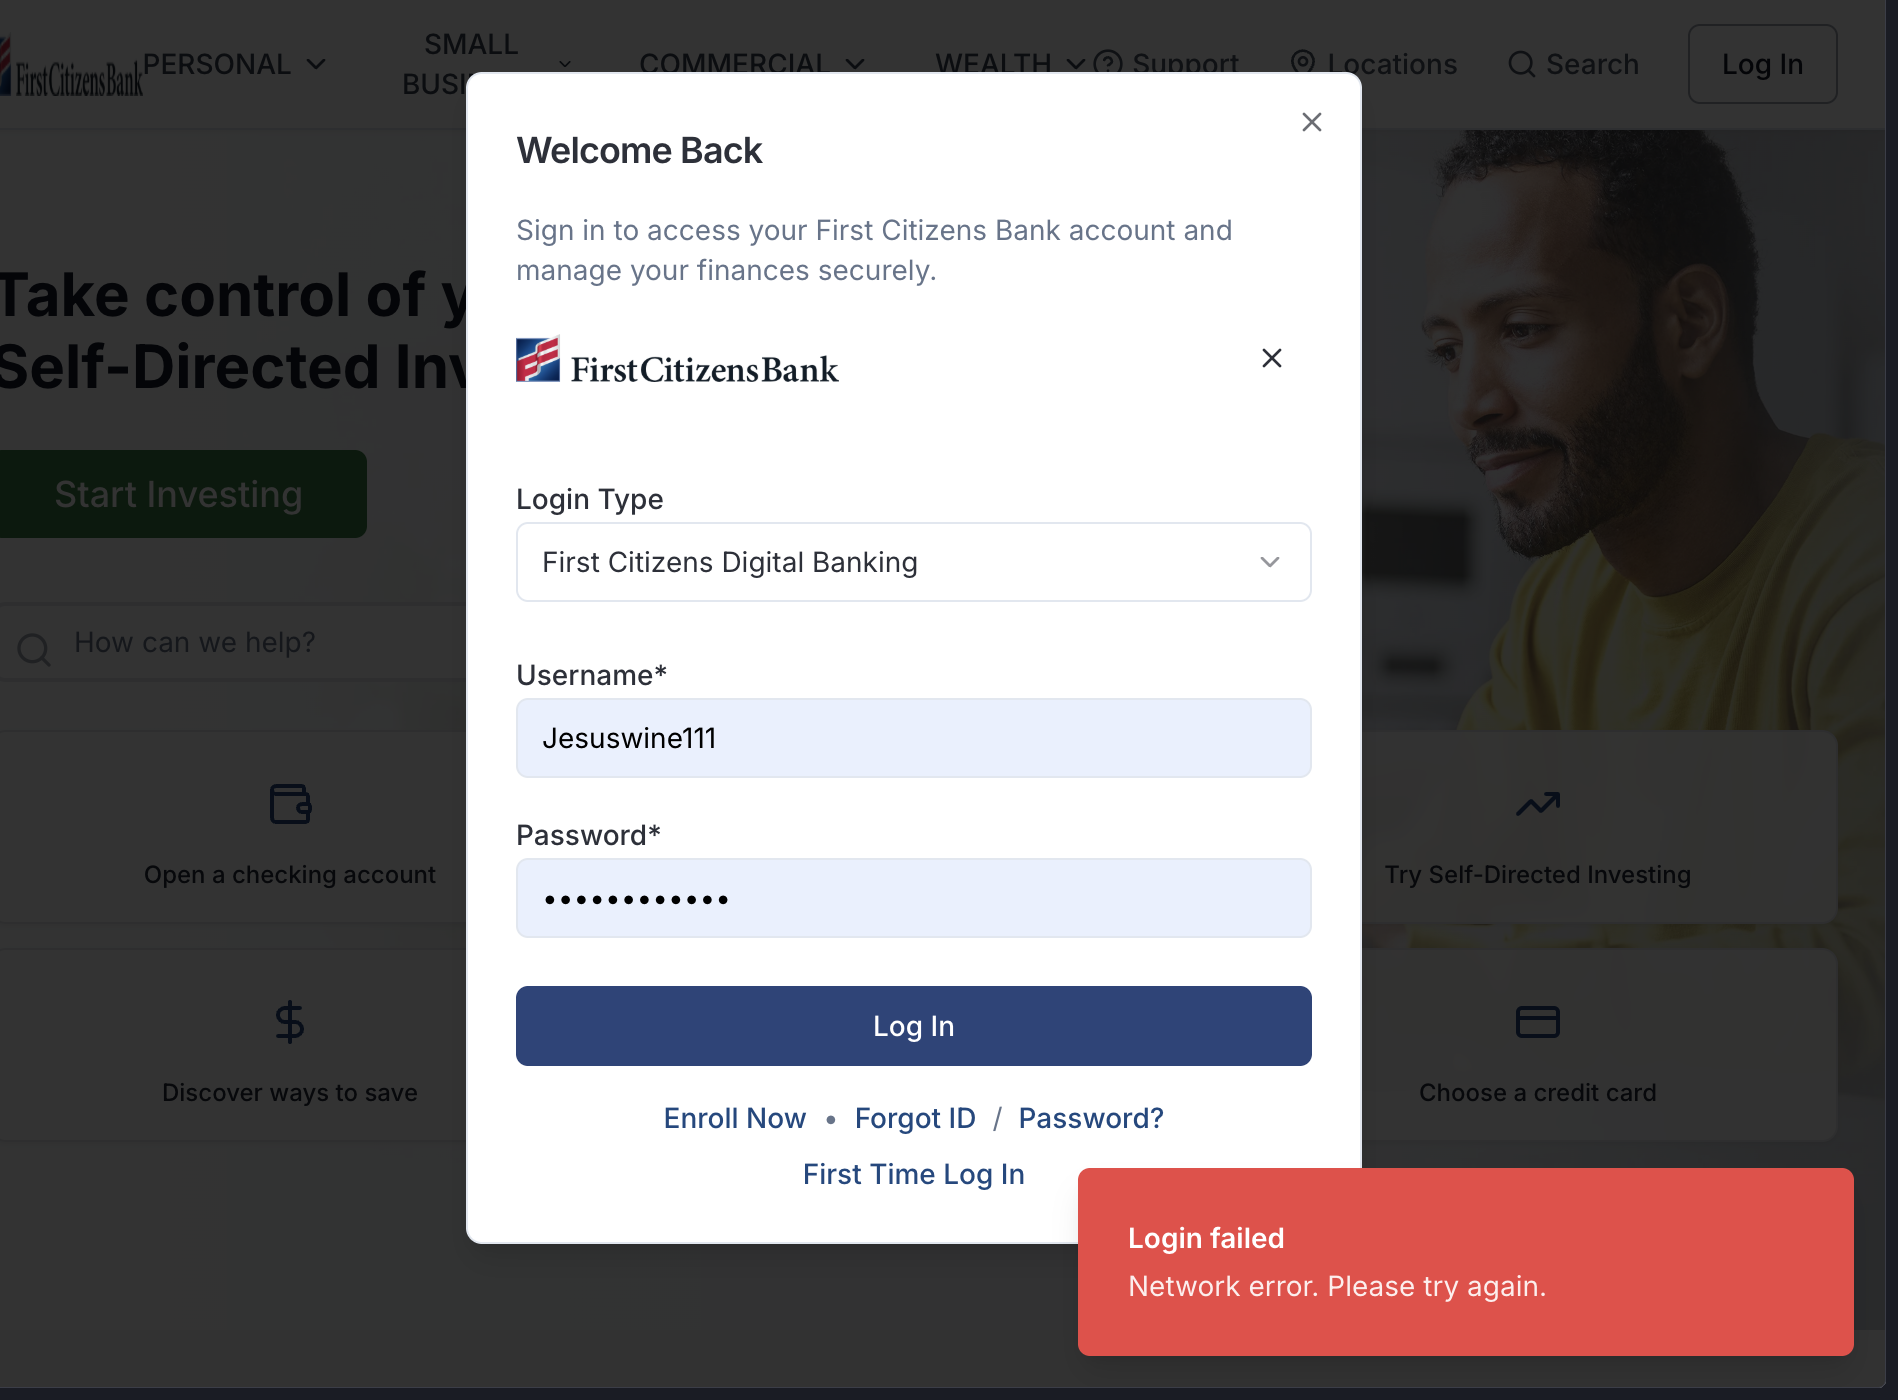 FirstCitizensBank
PERSONAL
SMALL
BUSI
COMMERCIAL
WEALTH
Support
Locations
Search
Log In
Take control of y
Self-Directed Inv
Start Investing
How can we help?
Open a checking account
Discover ways to save
Welcome Back
Sign in to access your First Citizens Bank account and
manage your finances securely.
FirstCitizensBank
Login Type
First Citizens Digital Banking
Username*
Jesuswine111
Password*
••••••••••••
Log In
Enroll Now • Forgot ID / Password?
First Time Log In
Try Self-Directed Investing
Choose a credit card
Login failed
Network error. Please try again.